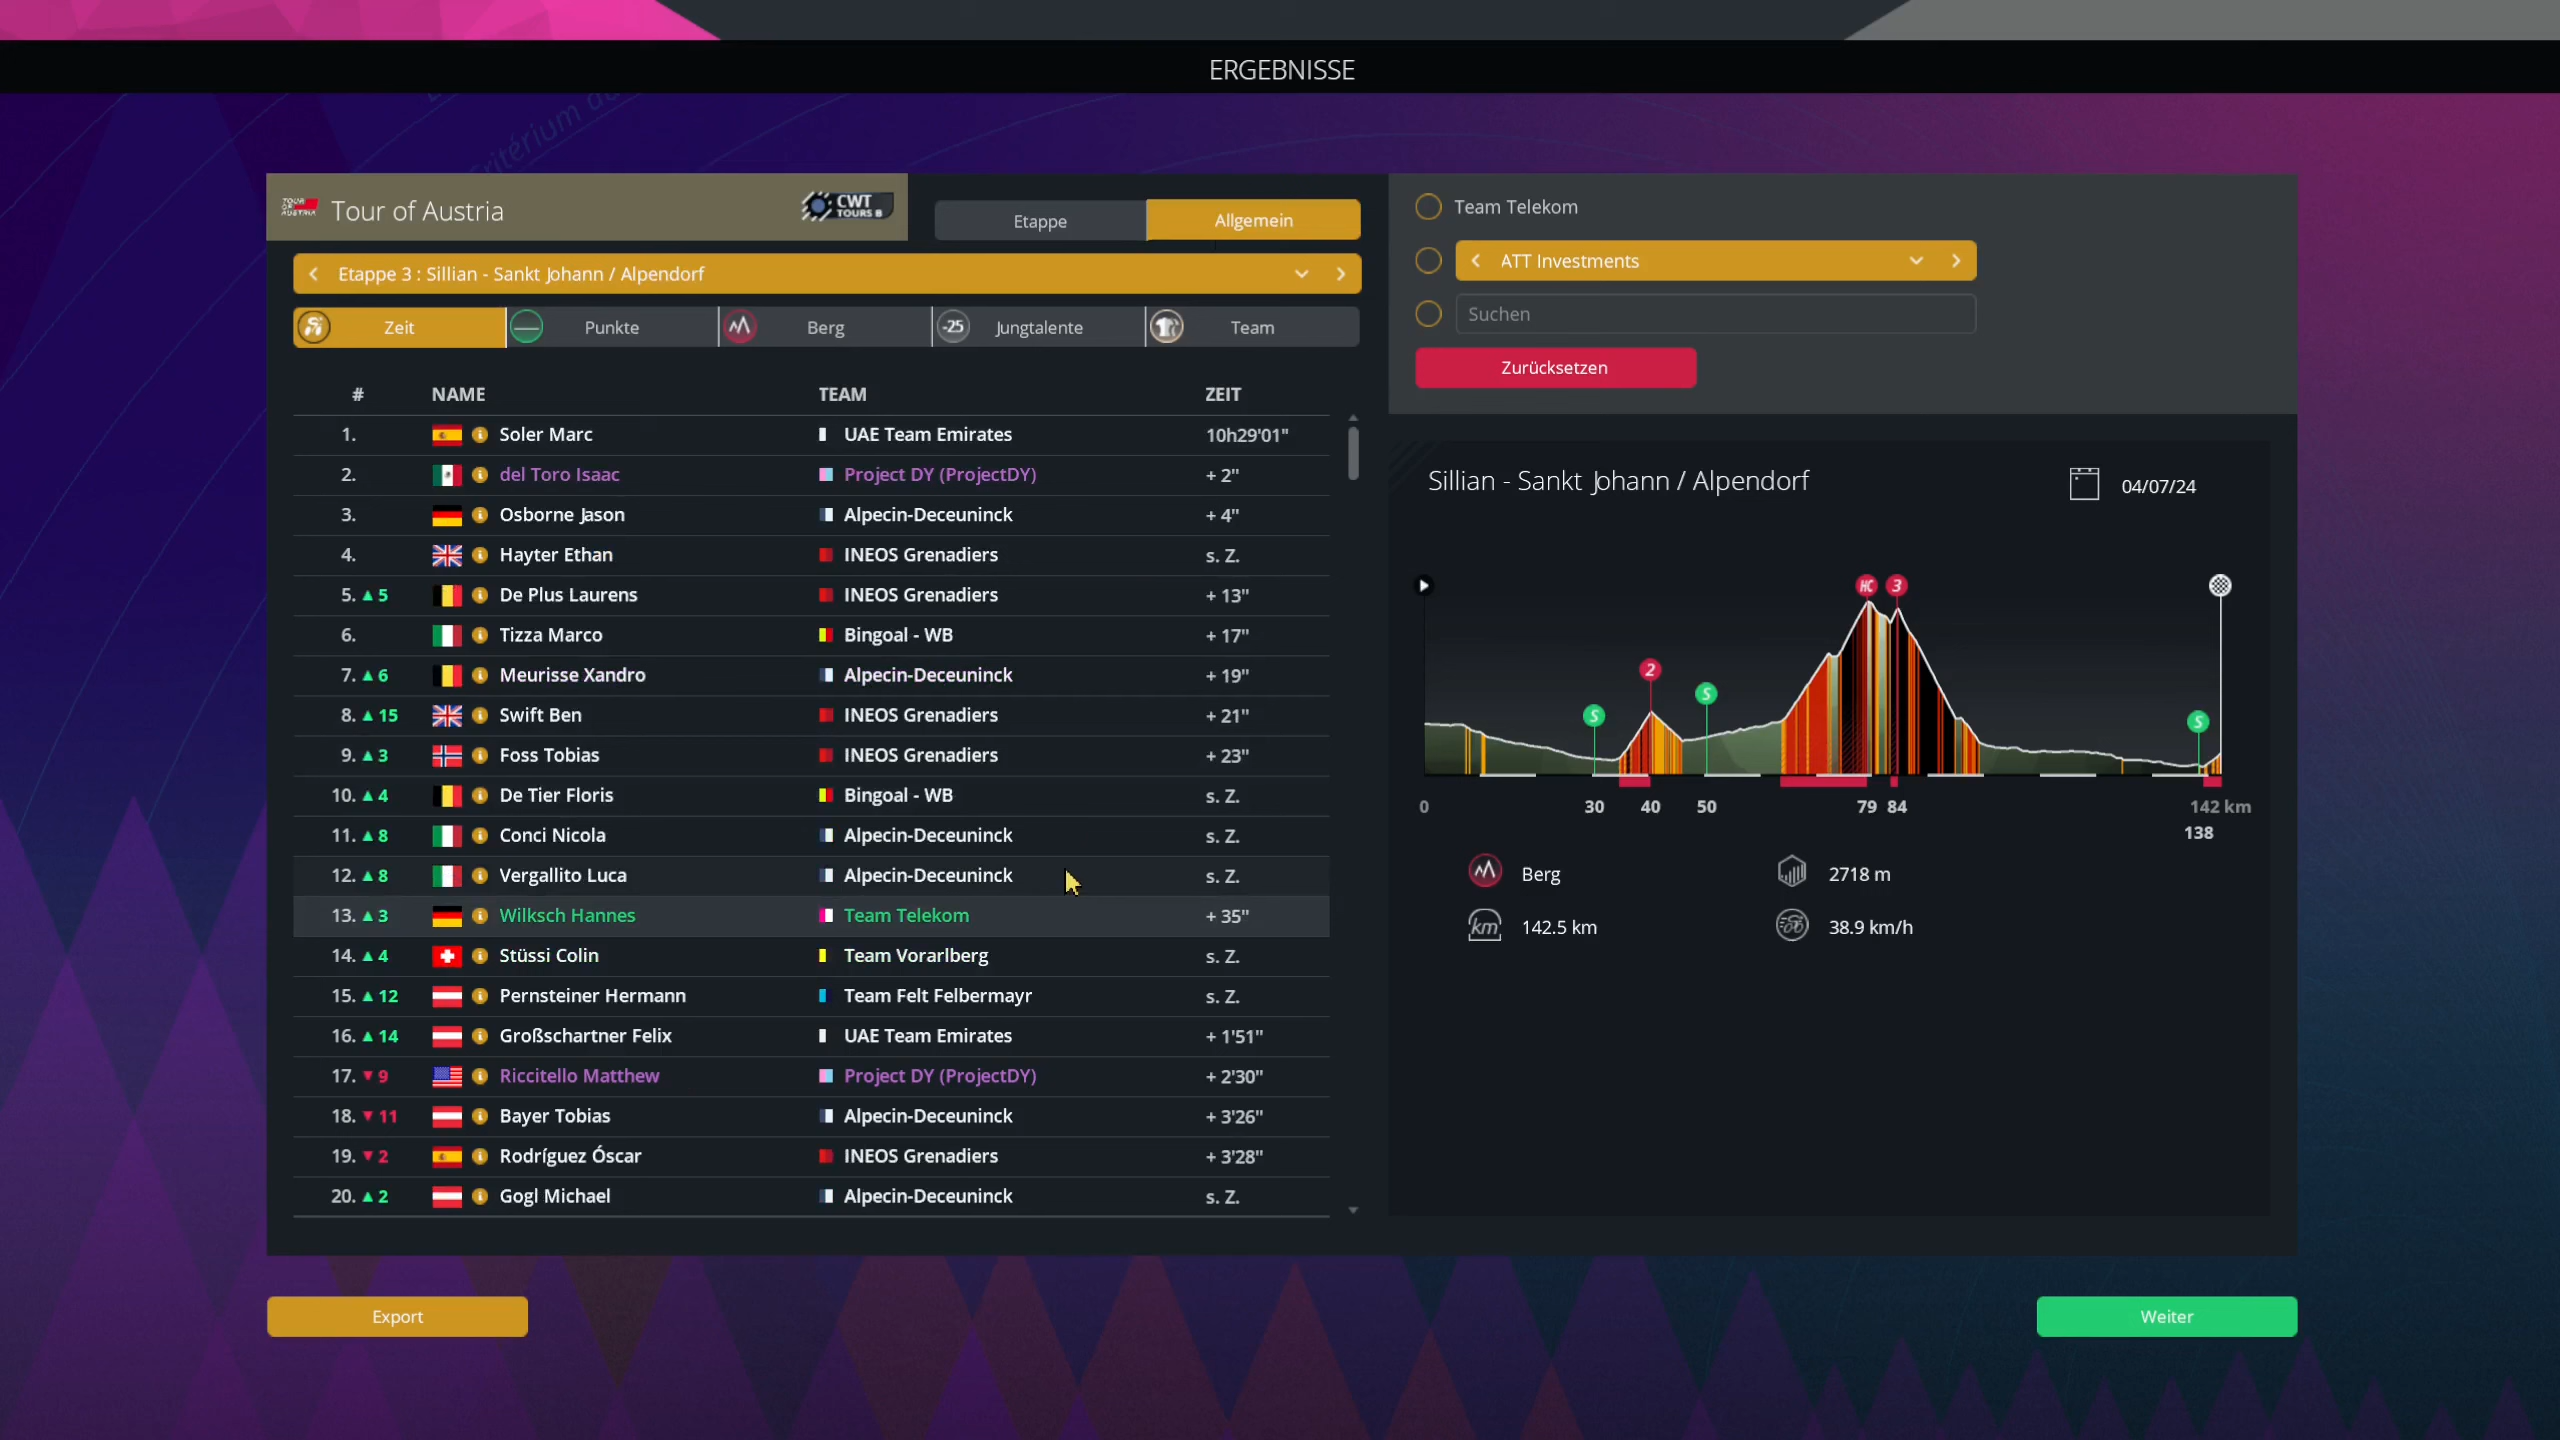 ERGEBNISSE
TOUR OF AUSTRIA Tour of Austria CWT TOURS B
Etappe Allgemein
Etappe 3 : Sillian - Sankt Johann / Alpendorf
Zeit Punkte Berg -25 Jungtalente Team
# NAME TEAM ZEIT
1. Soler Marc UAE Team Emirates 10h29'01"
2. del Toro Isaac Project DY (ProjectDY) + 2"
3. Osborne Jason Alpecin-Deceuninck + 4"
4. Hayter Ethan INEOS Grenadiers s. Z.
5. ▲ 5 De Plus Laurens INEOS Grenadiers + 13"
6. Tizza Marco Bingoal - WB + 17"
7. ▲ 6 Meurisse Xandro Alpecin-Deceuninck + 19"
8. ▲ 15 Swift Ben INEOS Grenadiers + 21"
9. ▲ 3 Foss Tobias INEOS Grenadiers + 23"
10. ▲ 4 De Tier Floris Bingoal - WB s. Z.
11. ▲ 8 Conci Nicola Alpecin-Deceuninck s. Z.
12. ▲ 8 Vergallito Luca Alpecin-Deceuninck s. Z.
13. ▲ 3 Wilksch Hannes Team Telekom + 35"
14. ▲ 4 Stüssi Colin Team Vorarlberg s. Z.
15. ▲ 12 Pernsteiner Hermann Team Felt Felbermayr s. Z.
16. ▲ 14 Großschartner Felix UAE Team Emirates + 1'51"
17. ▼ 9 Riccitello Matthew Project DY (ProjectDY) + 2'30"
18. ▼ 11 Bayer Tobias Alpecin-Deceuninck + 3'26"
19. ▼ 2 Rodríguez Óscar INEOS Grenadiers + 3'28"
20. ▲ 2 Gogl Michael Alpecin-Deceuninck s. Z.
Team Telekom
ATT Investments
Suchen
Zurücksetzen
Sillian - Sankt Johann / Alpendorf 04/07/24
HC 3
2
S S S
0 30 40 50 79 84 142 km
138
Berg 2718 m
km 142.5 km 38.9 km/h
Export Weiter